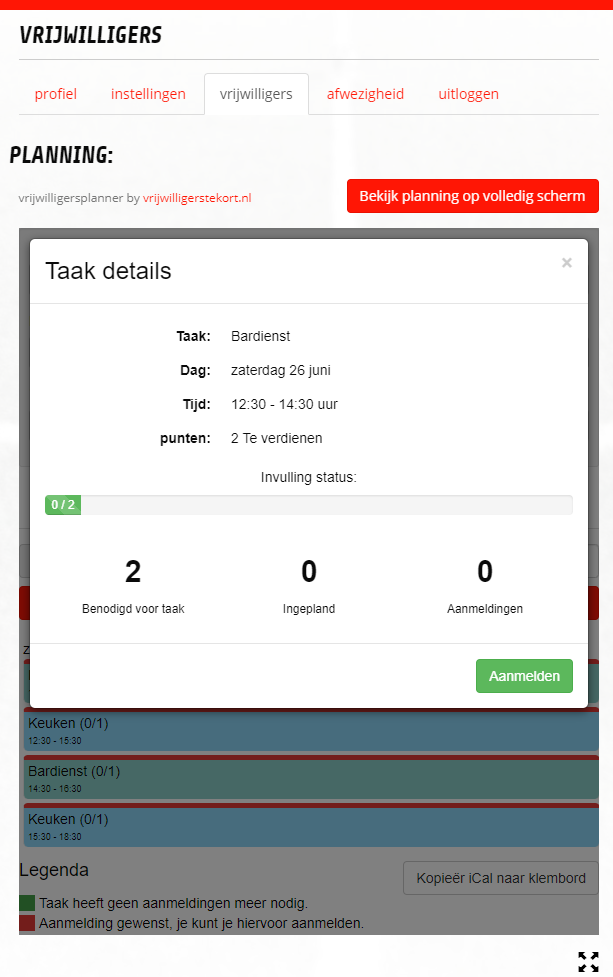 VRIJWILLIGERS
profiel instellingen vrijwilligers afwezigheid uitloggen
PLANNING:
vrijwilligersplanner by vrijwilligerstekort.nl
Bekijk planning op volledig scherm
Taak details ×
Taak: Bardienst
Dag: zaterdag 26 juni
Tijd: 12:30 - 14:30 uur
punten: 2 Te verdienen
Invulling status:
0 / 2
2 0 0
Benodigd voor taak Ingepland Aanmeldingen
Aanmelden
Keuken (0/1)
12:30 - 15:30
Bardienst (0/1)
14:30 - 16:30
Keuken (0/1)
15:30 - 18:30
Legenda
Kopieër iCal naar klembord
Taak heeft geen aanmeldingen meer nodig.
Aanmelding gewenst, je kunt je hiervoor aanmelden.